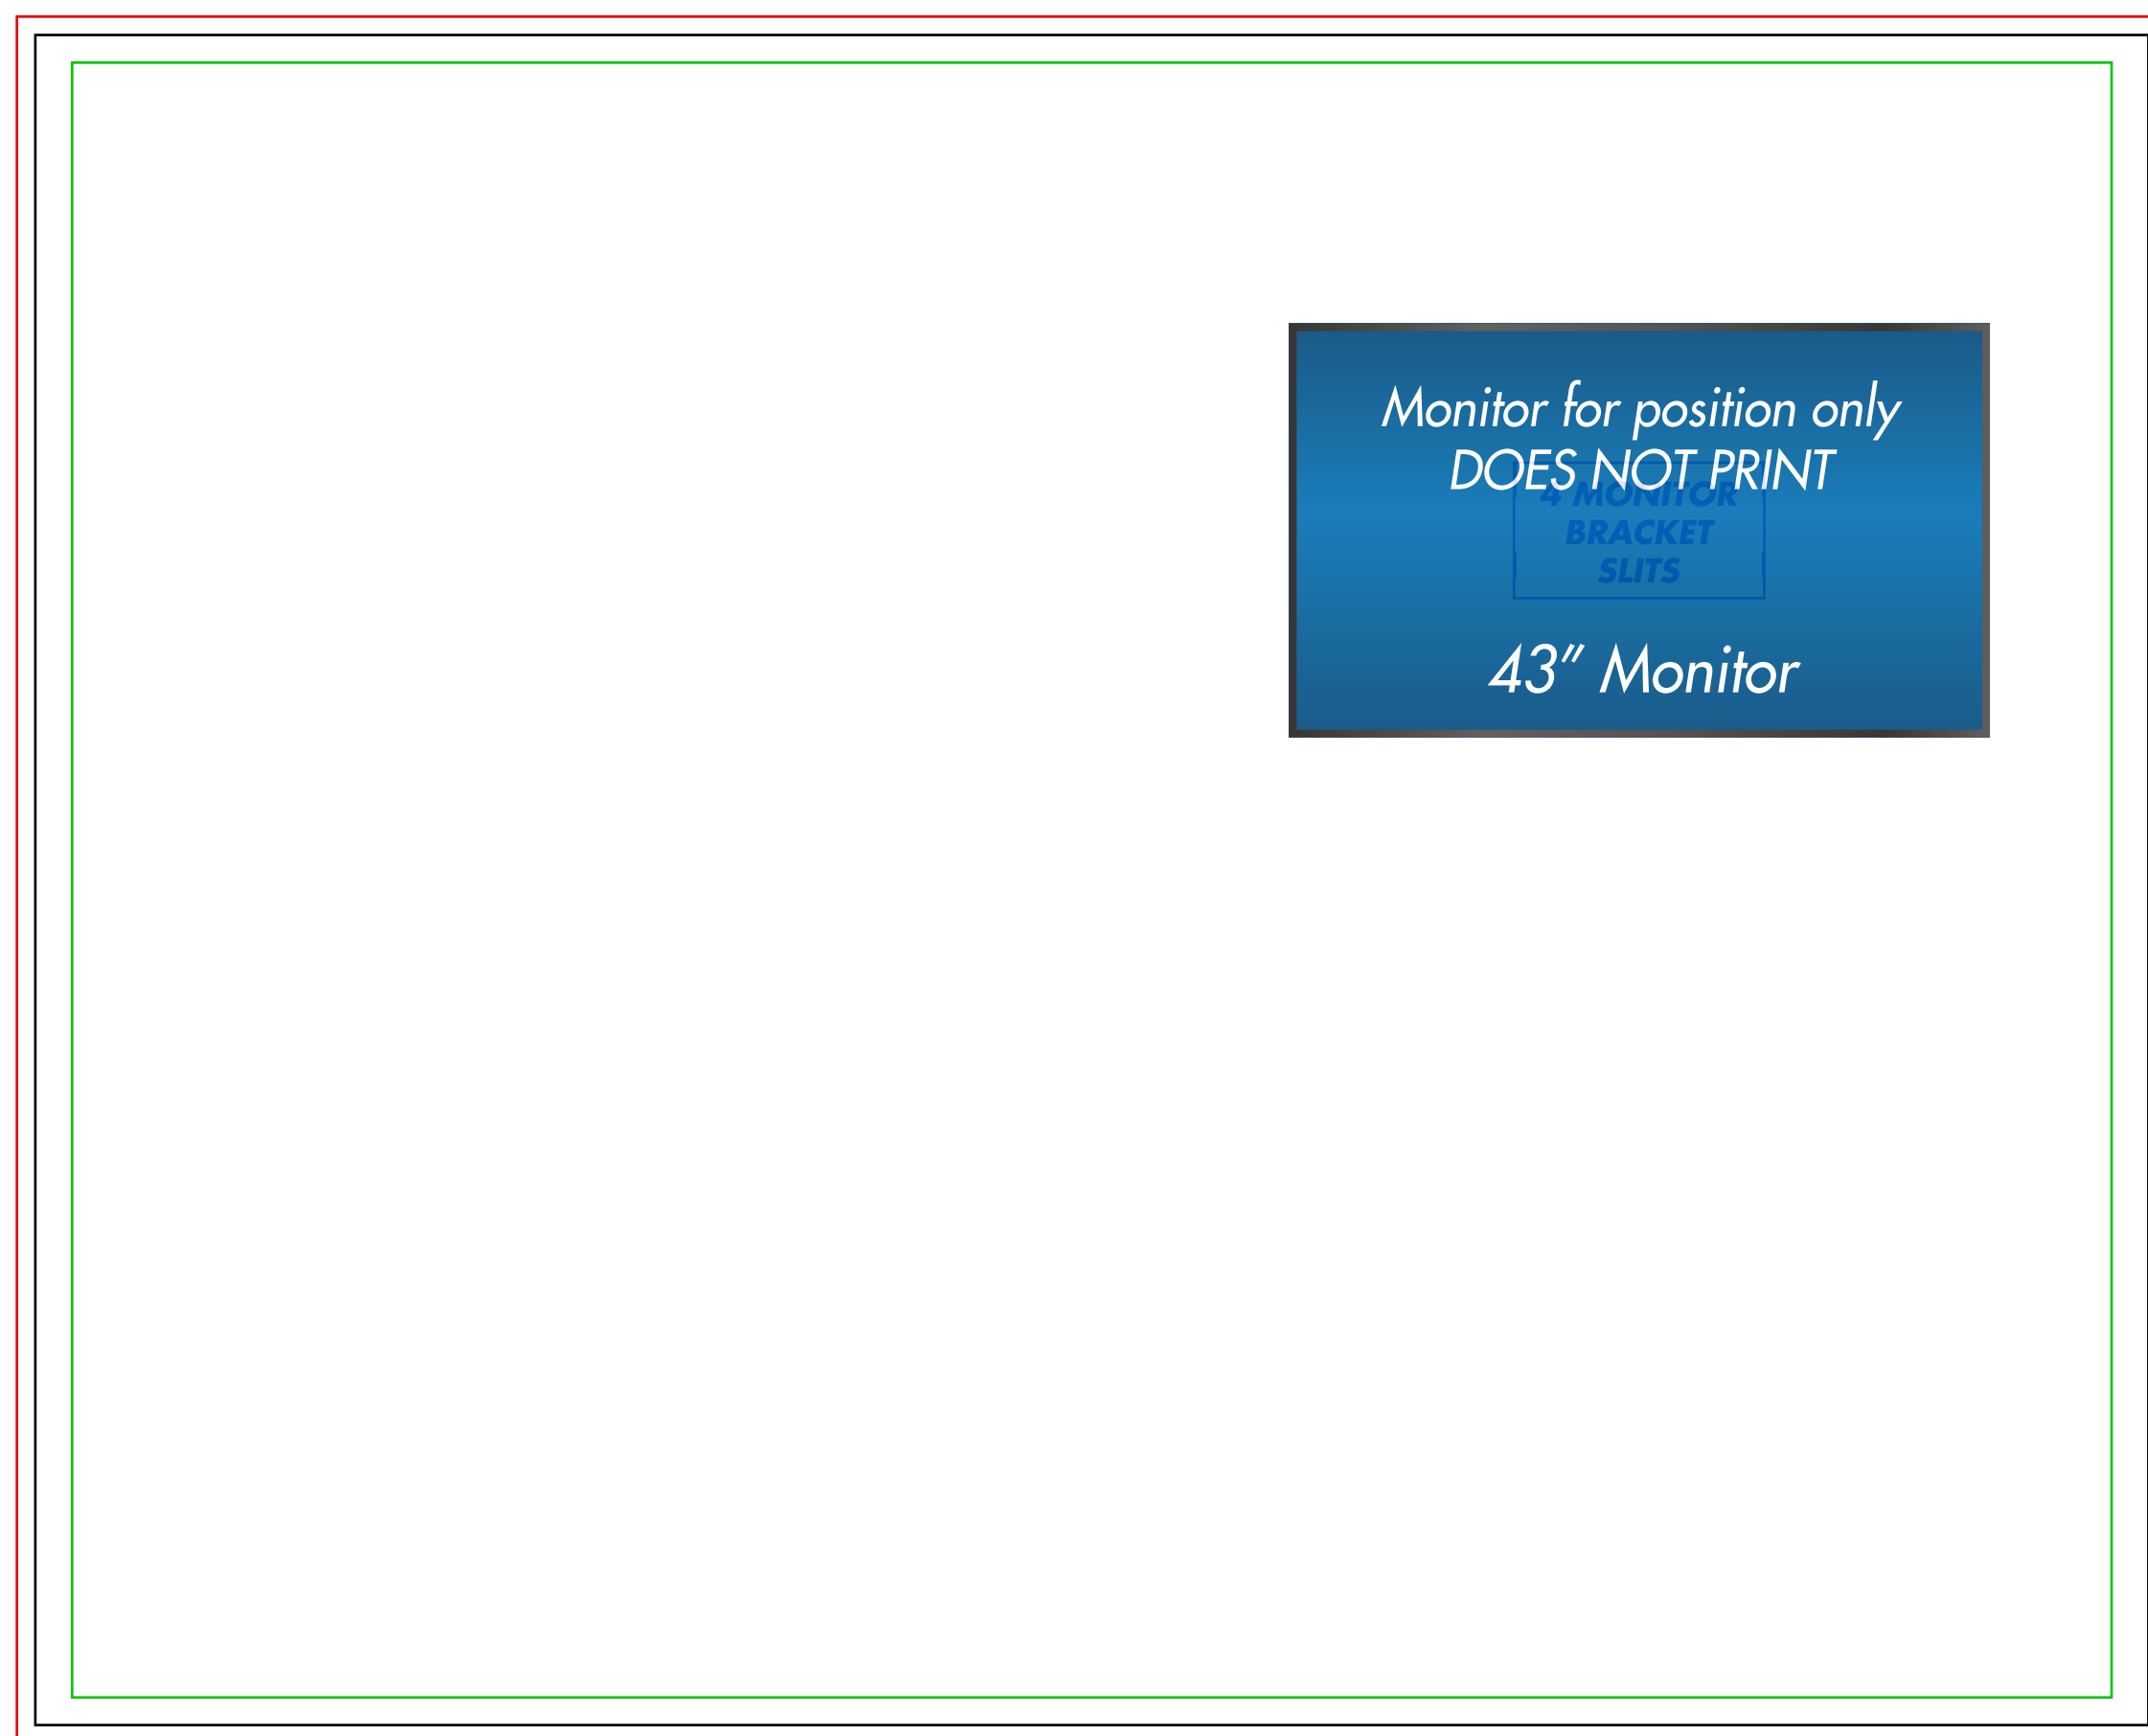 Monitor for position only
DOES NOT PRINT
4 MONITOR
BRACKET
SLITS
43” Monitor